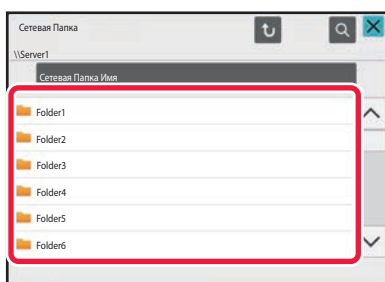 Сетевая Папка
\\Server1
Сетевая Папка Имя
Folder1
Folder2
Folder3
Folder4
Folder5
Folder6